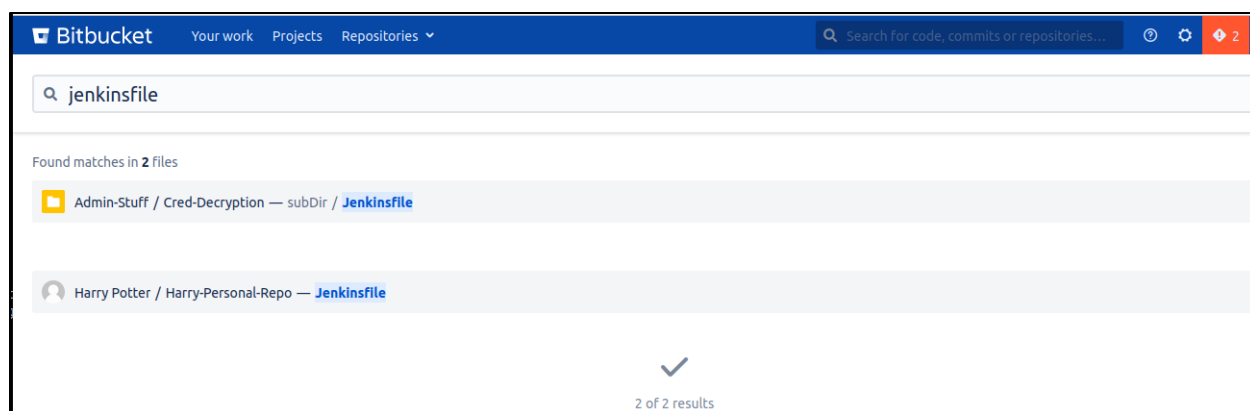 Bitbucket Your work Projects Repositories Search for code, commits or repositories... 2
jenkinsfile
Found matches in 2 files
Admin-Stuff / Cred-Decryption — subDir / Jenkinsfile
Harry Potter / Harry-Personal-Repo — Jenkinsfile
2 of 2 results